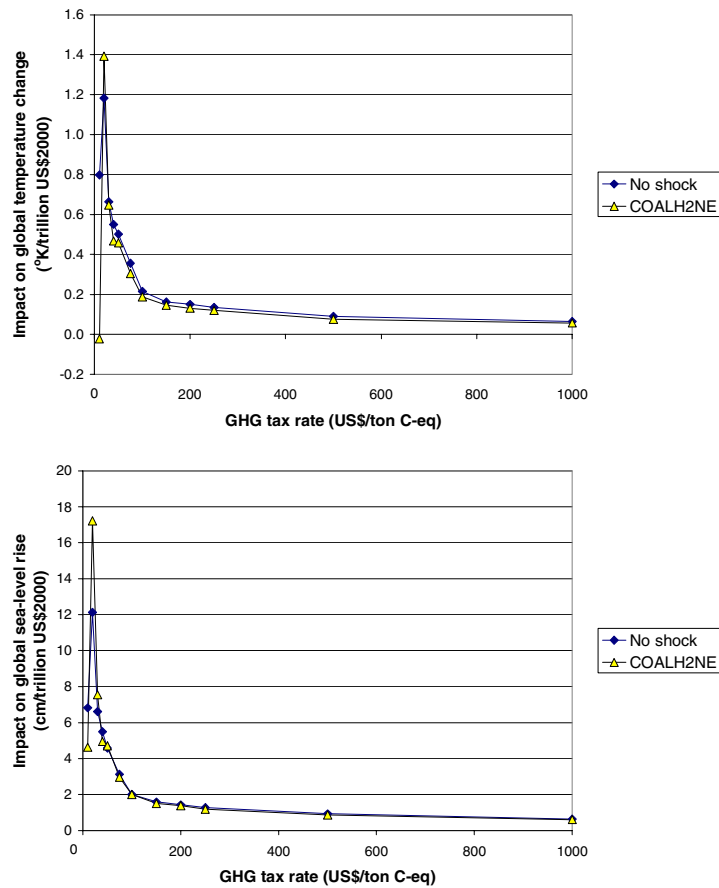 1.6
1.4
1.2
1.0
0.8
0.6
0.4
0.2
0.0
-0.2
Impact on global temperature change
(°K/trillion US$2000)
0 200 400 600 800 1000
GHG tax rate (US$/ton C-eq)
No shock
COALH2NE
20
18
16
14
12
10
8
6
4
2
0
Impact on global sea-level rise
(cm/trillion US$2000)
0 200 400 600 800 1000
GHG tax rate (US$/ton C-eq)
No shock
COALH2NE